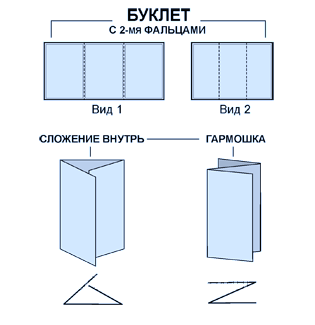 БУКЛЕТ
С 2-мя ФАЛЬЦАМИ
Вид 1
Вид 2
СЛОЖЕНИЕ ВНУТРЬ
ГАРМОШКА